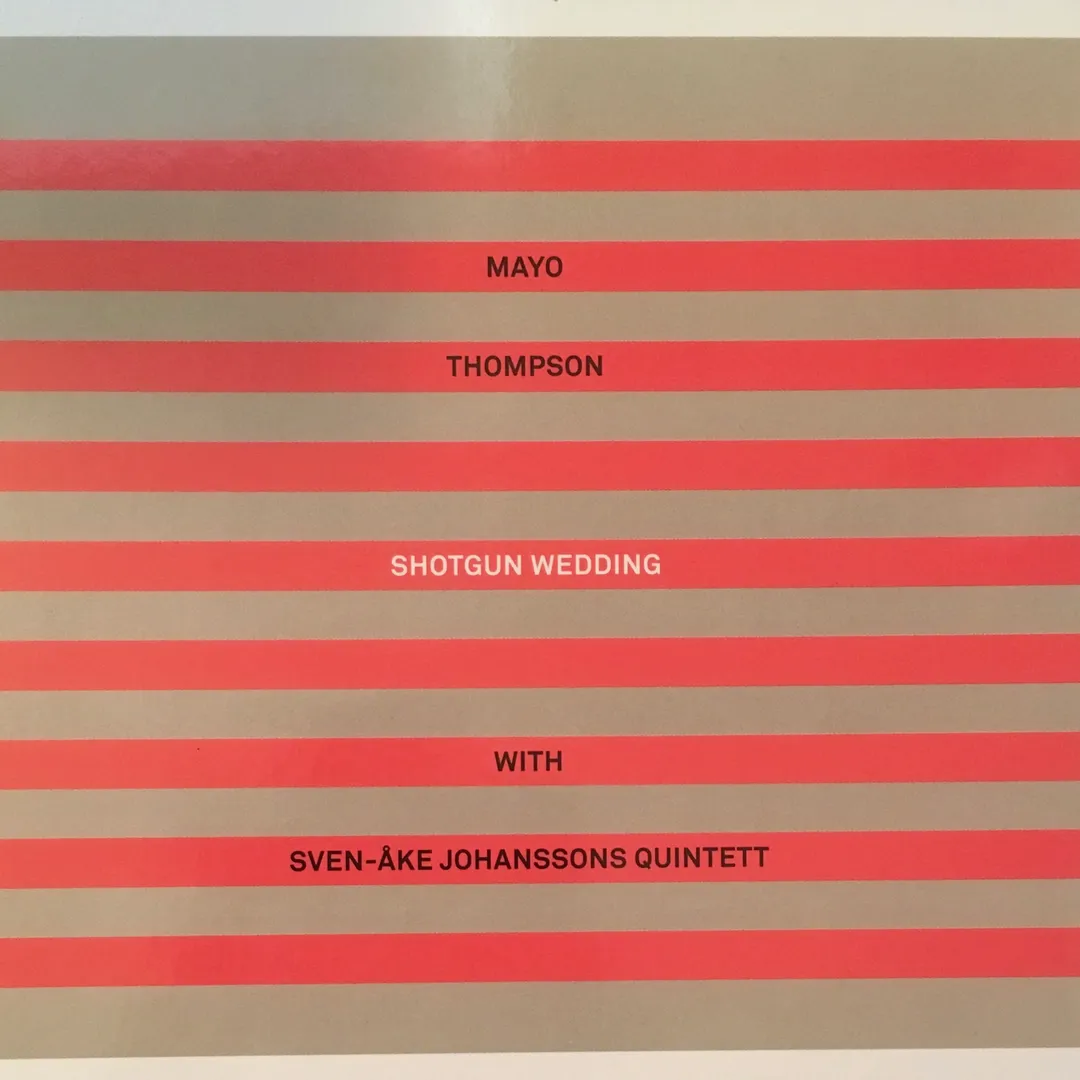 MAYO
THOMPSON
SHOTGUN WEDDING
WITH
SVEN-ÅKE JOHANSSONS QUINTETT